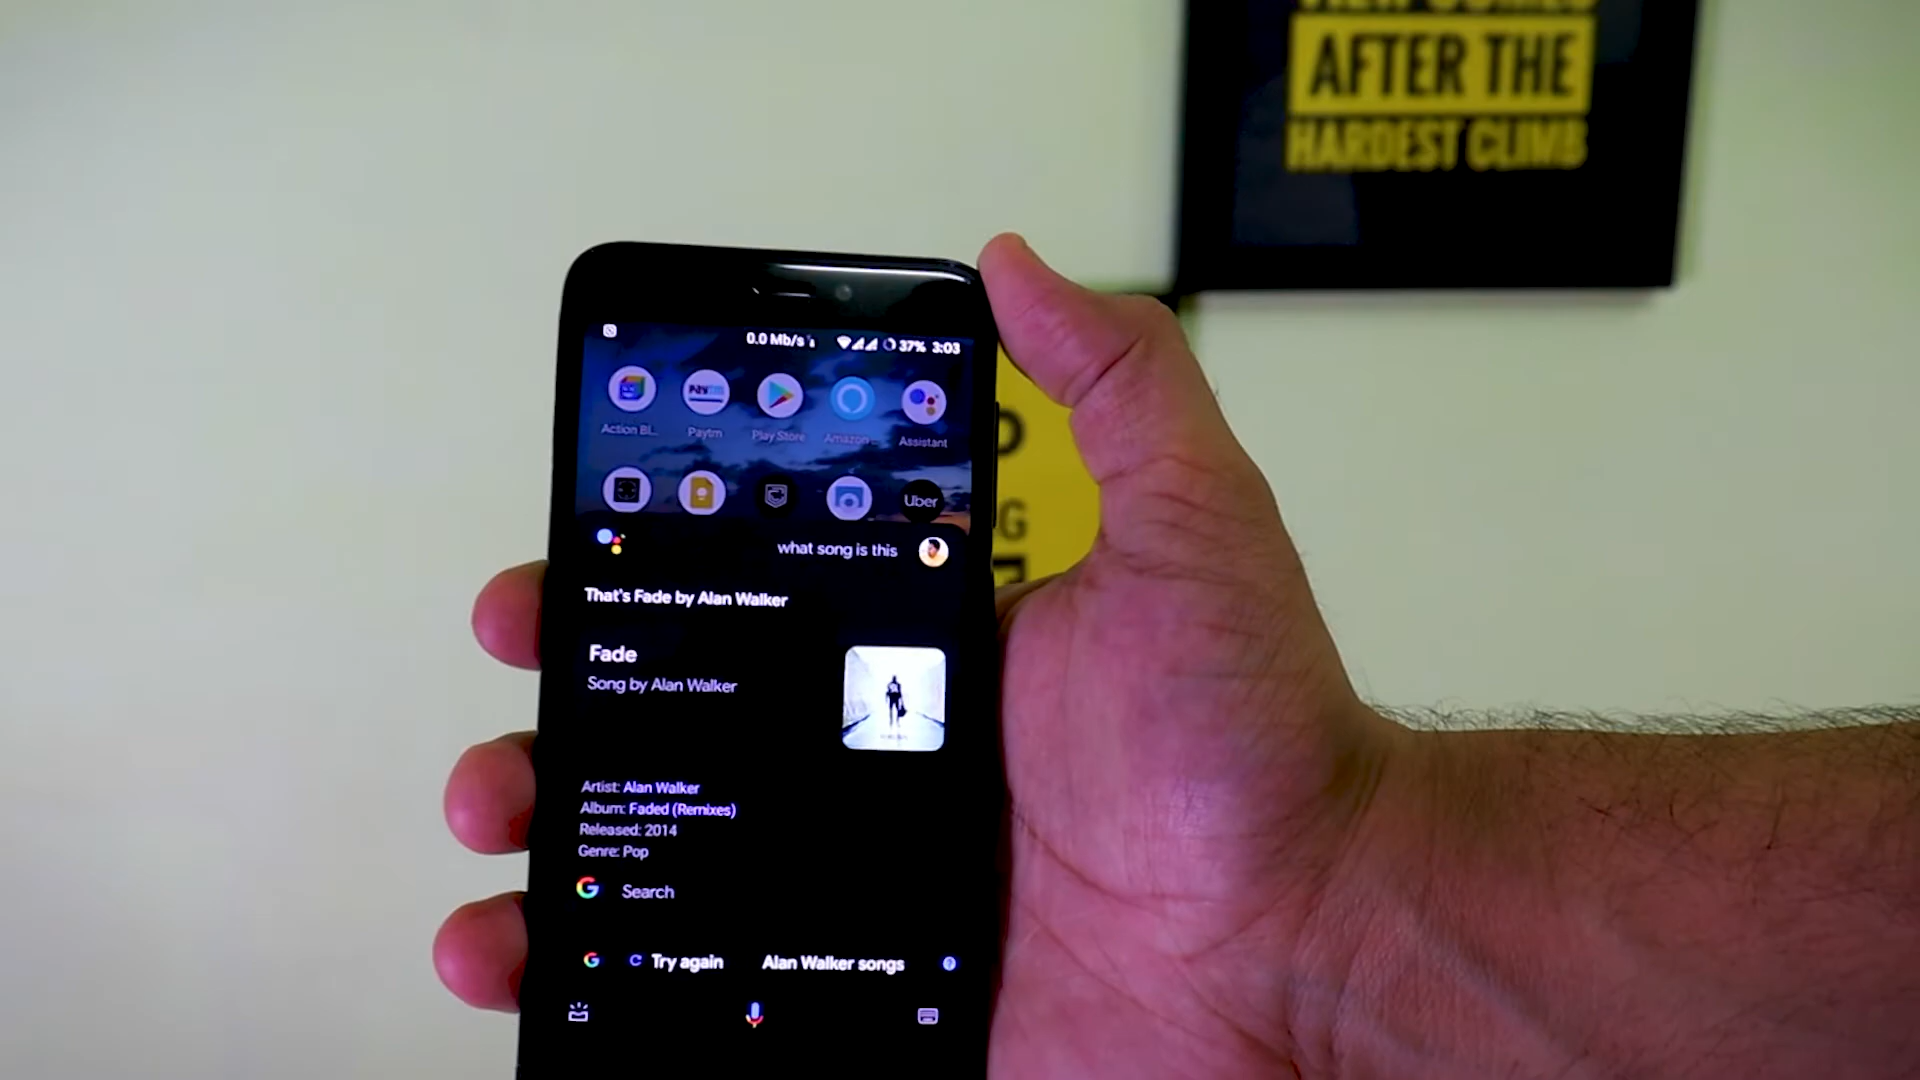 AFTER THE
HARDEST CLIMB
0.0 Mb/s 37% 3:03
Action Bl...
Paytm
Play Store
Amazon...
Assistant
Uber
what song is this
That's Fade by Alan Walker
Fade
Song by Alan Walker
Artist: Alan Walker
Album: Faded (Remixes)
Released: 2014
Genre: Pop
G Search
G Try again Alan Walker songs